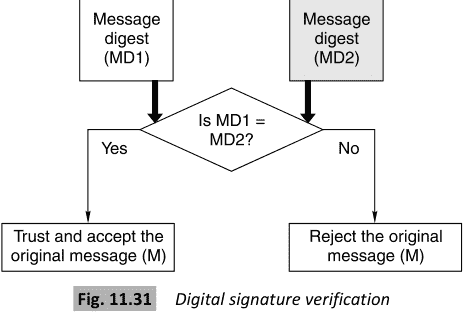 Message
digest
(MD1)
Message
digest
(MD2)
Is MD1 =
MD2?
Yes
No
Trust and accept the
original message (M)
Reject the original
message (M)
Fig. 11.31 Digital signature verification